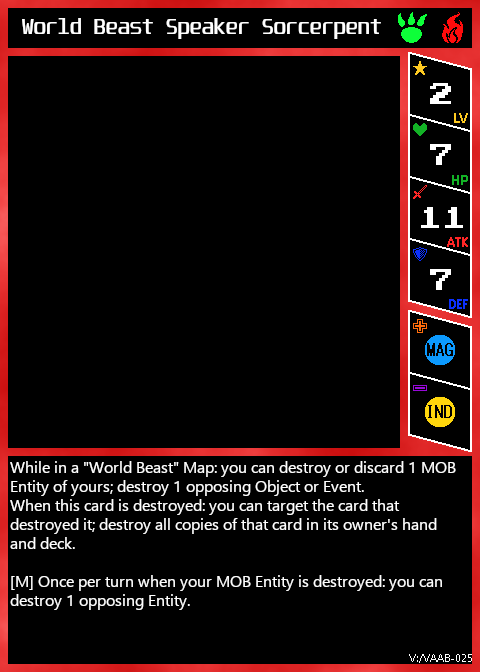 World Beast Speaker Sorcerpent
2
LV
7
HP
11
ATK
7
DEF
MAG
IND
While in a "World Beast" Map: you can destroy or discard 1 MOB
Entity of yours; destroy 1 opposing Object or Event.
When this card is destroyed: you can target the card that
destroyed it; destroy all copies of that card in its owner's hand
and deck.
[M] Once per turn when your MOB Entity is destroyed: you can
destroy 1 opposing Entity.
V:/VAAB-025